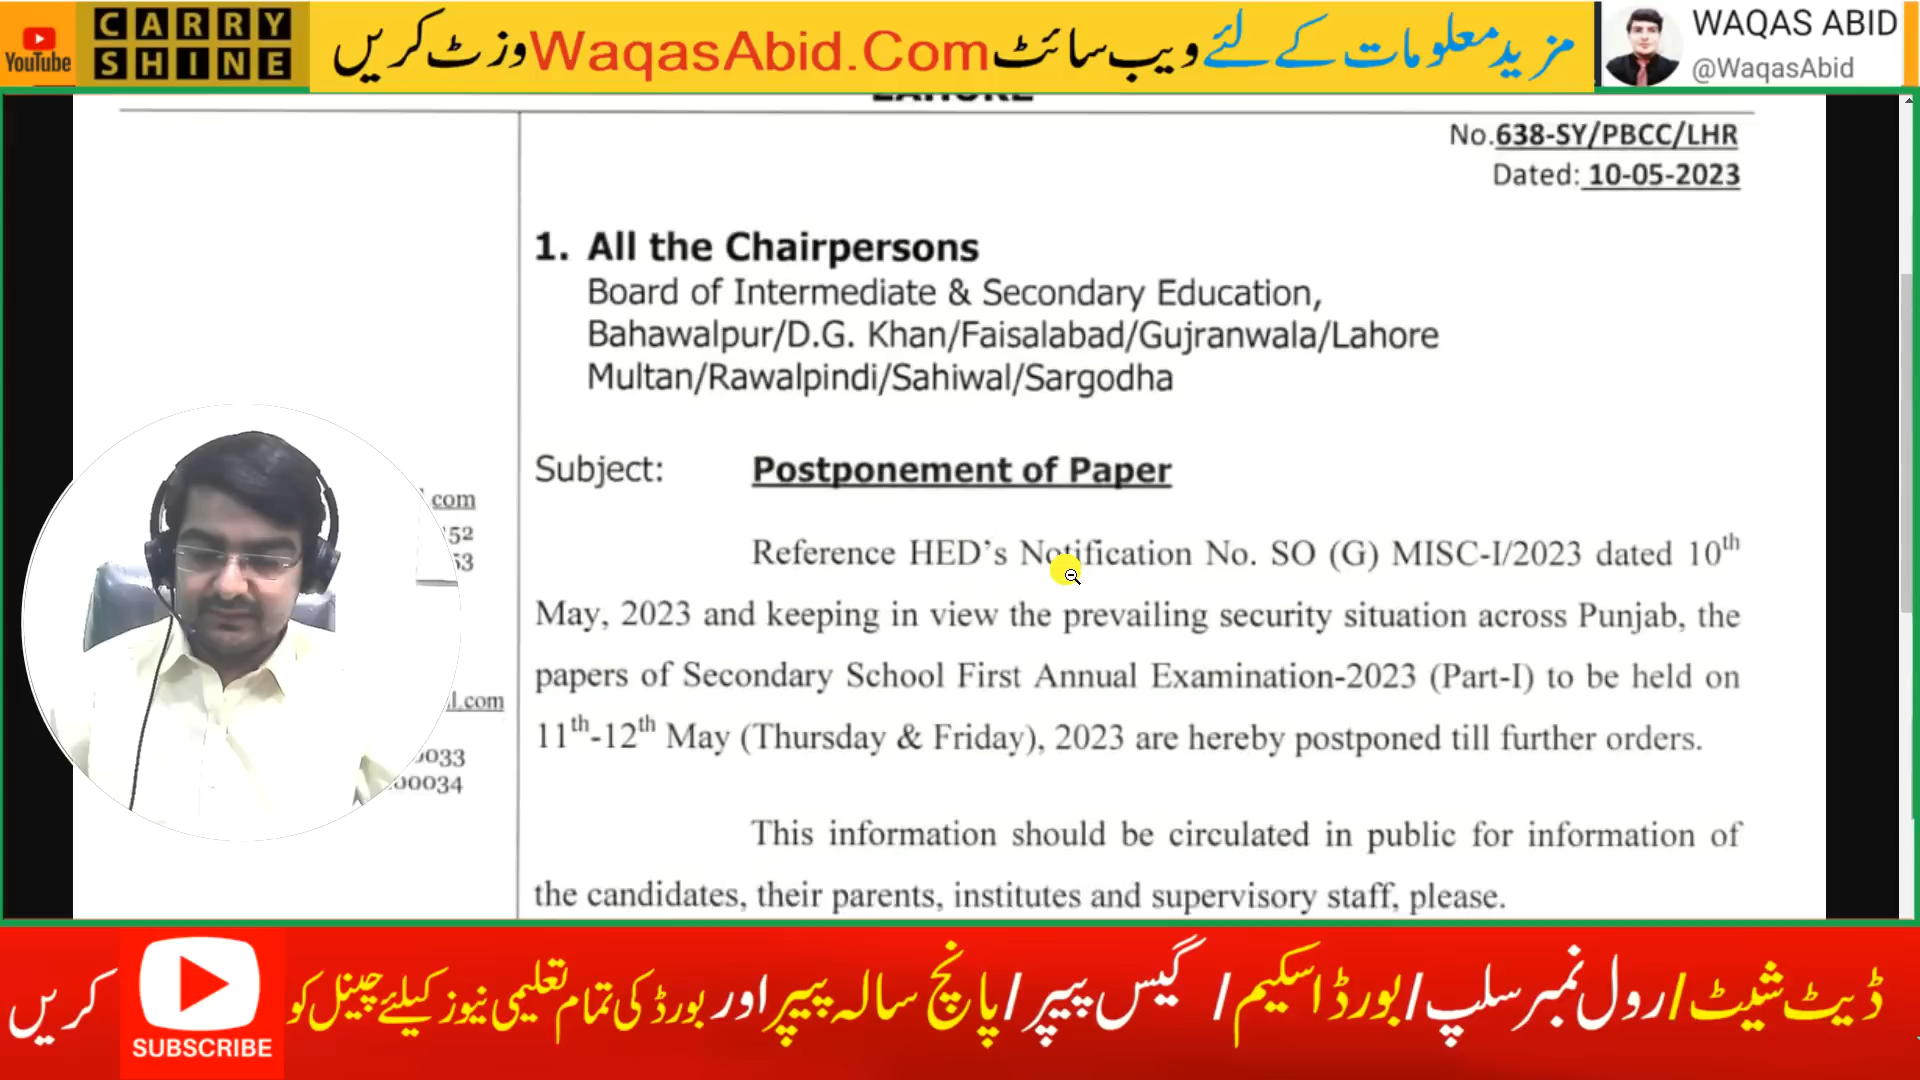 YouTube
CARRY
SHINE
مزید معلومات کے لئے ویب سائٹ WaqasAbid.Com وزٹ کریں
WAQAS ABID
@WaqasAbid
LAHORE
No.638-SY/PBCC/LHR
Dated: 10-05-2023
1. All the Chairpersons
Board of Intermediate & Secondary Education,
Bahawalpur/D.G. Khan/Faisalabad/Gujranwala/Lahore
Multan/Rawalpindi/Sahiwal/Sargodha
Subject: Postponement of Paper
Reference HED’s Notification No. SO (G) MISC-I/2023 dated 10th
May, 2023 and keeping in view the prevailing security situation across Punjab, the
papers of Secondary School First Annual Examination-2023 (Part-I) to be held on
11th-12th May (Thursday & Friday), 2023 are hereby postponed till further orders.
This information should be circulated in public for information of
the candidates, their parents, institutes and supervisory staff, please.
.com
52
53
l.com
0033
00034
ڈیٹ شیٹ/رول نمبر سلپ/بورڈ اسکیم/گیس پیپر/پانچ سالہ پیپر اور بورڈ کی تمام تعلیمی نیوز کیلئے چینل کو SUBSCRIBE کریں